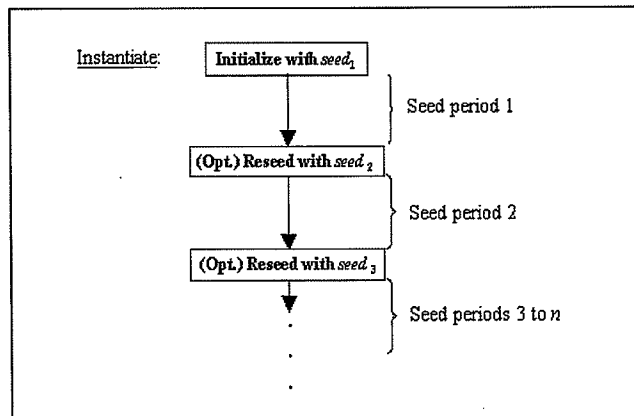 Instantiate:
Initialize with seed1
Seed period 1
(Opt.) Reseed with seed2
Seed period 2
(Opt.) Reseed with seed3
Seed periods 3 to n